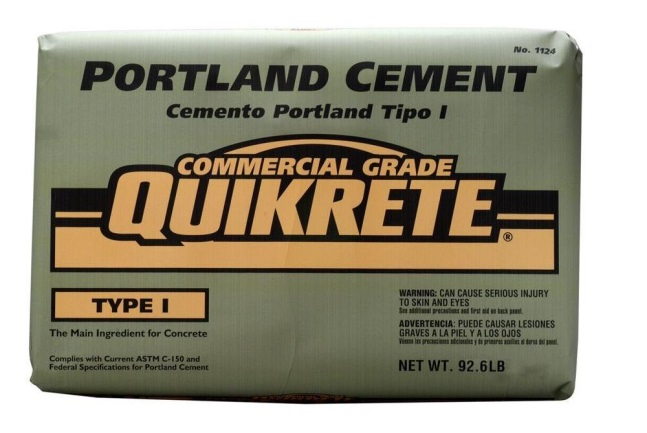 No. 1124
PORTLAND CEMENT
Cemento Portland Tipo I
COMMERCIAL GRADE
QUIKRETE®
TYPE I
The Main Ingredient for Concrete
Complies with Current ASTM C-150 and
Federal Specifications for Portland Cement
WARNING: CAN CAUSE SERIOUS INJURY
TO SKIN AND EYES
See additional precautions and first aid on back panel.
ADVERTENCIA: PUEDE CAUSAR LESIONES
GRAVES A LA PIEL Y A LOS OJOS
Véanse las precauciones adicionales y de primeros auxilios al dorso del panel.
NET WT. 92.6LB